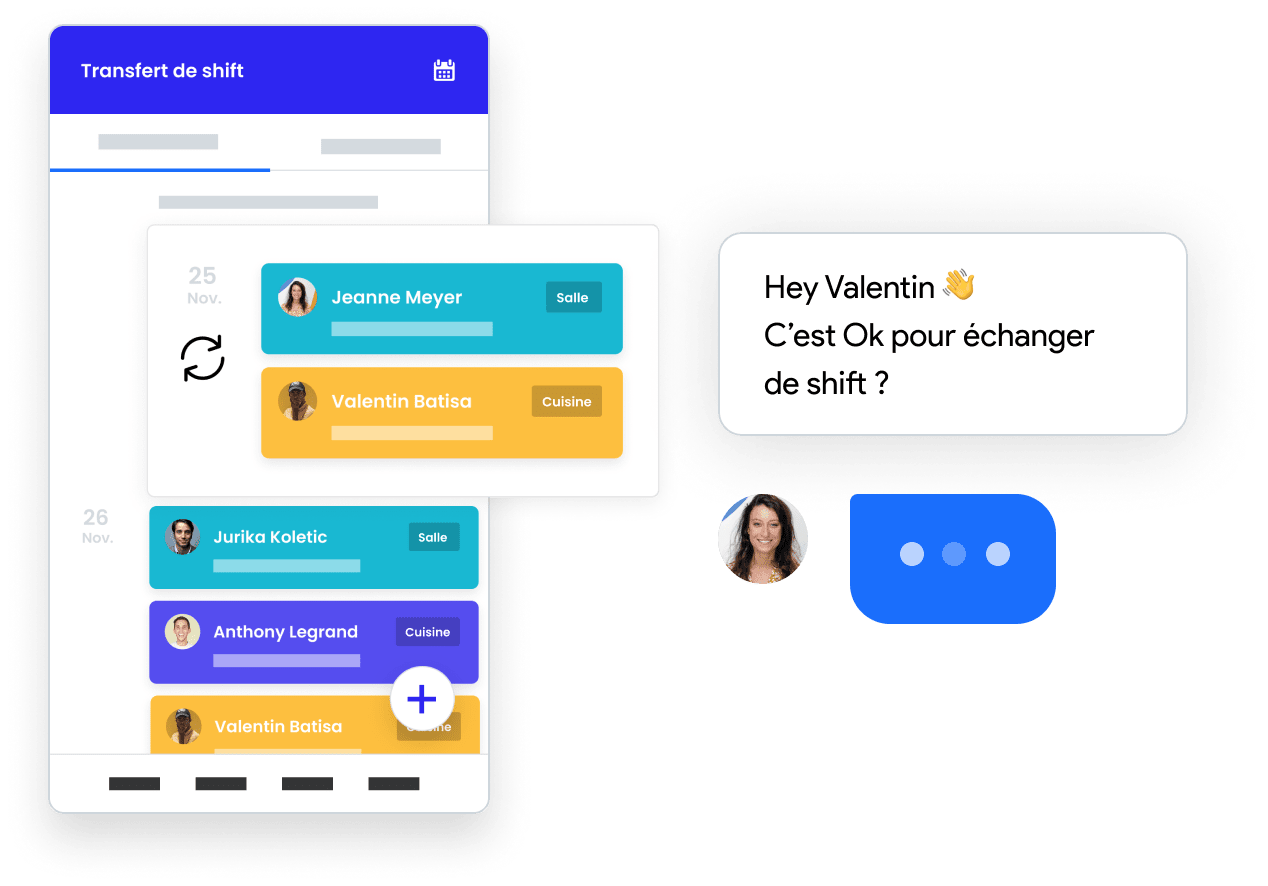 Transfert de shift
25
Nov.
Jeanne Meyer
Salle
Valentin Batisa
Cuisine
26
Nov.
Jurika Koletic
Salle
Anthony Legrand
Cuisine
Valentin Batisa
Hey Valentin 👋
C’est Ok pour échanger
de shift ?